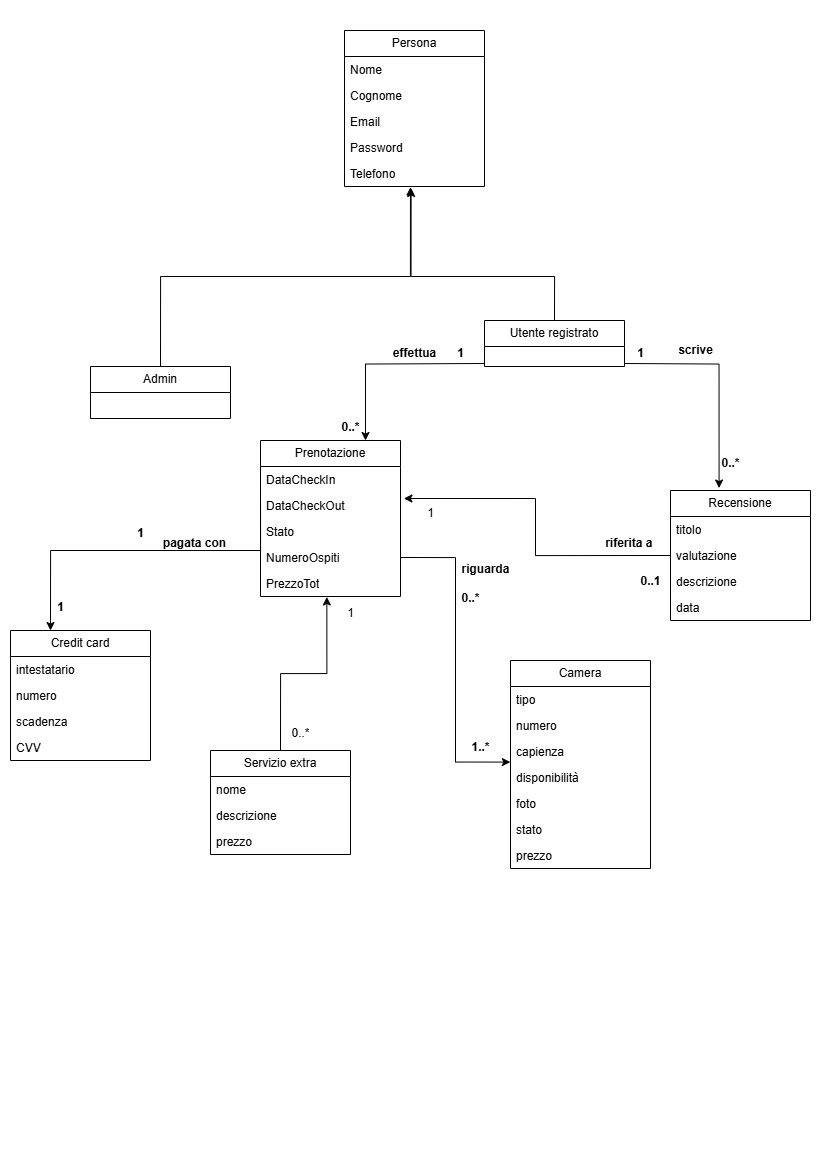 Persona
Nome
Cognome
Email
Password
Telefono
Utente registrato
effettua
1
1
scrive
Admin
0..*
0..*
Prenotazione
DataCheckIn
DataCheckOut
Stato
NumeroOspiti
PrezzoTot
Recensione
titolo
valutazione
descrizione
data
1
riferita a
0..1
1
pagata con
riguarda
0..*
1
1
Credit card
intestatario
numero
scadenza
CVV
0..*
Servizio extra
nome
descrizione
prezzo
1..*
Camera
tipo
numero
capienza
disponibilità
foto
stato
prezzo